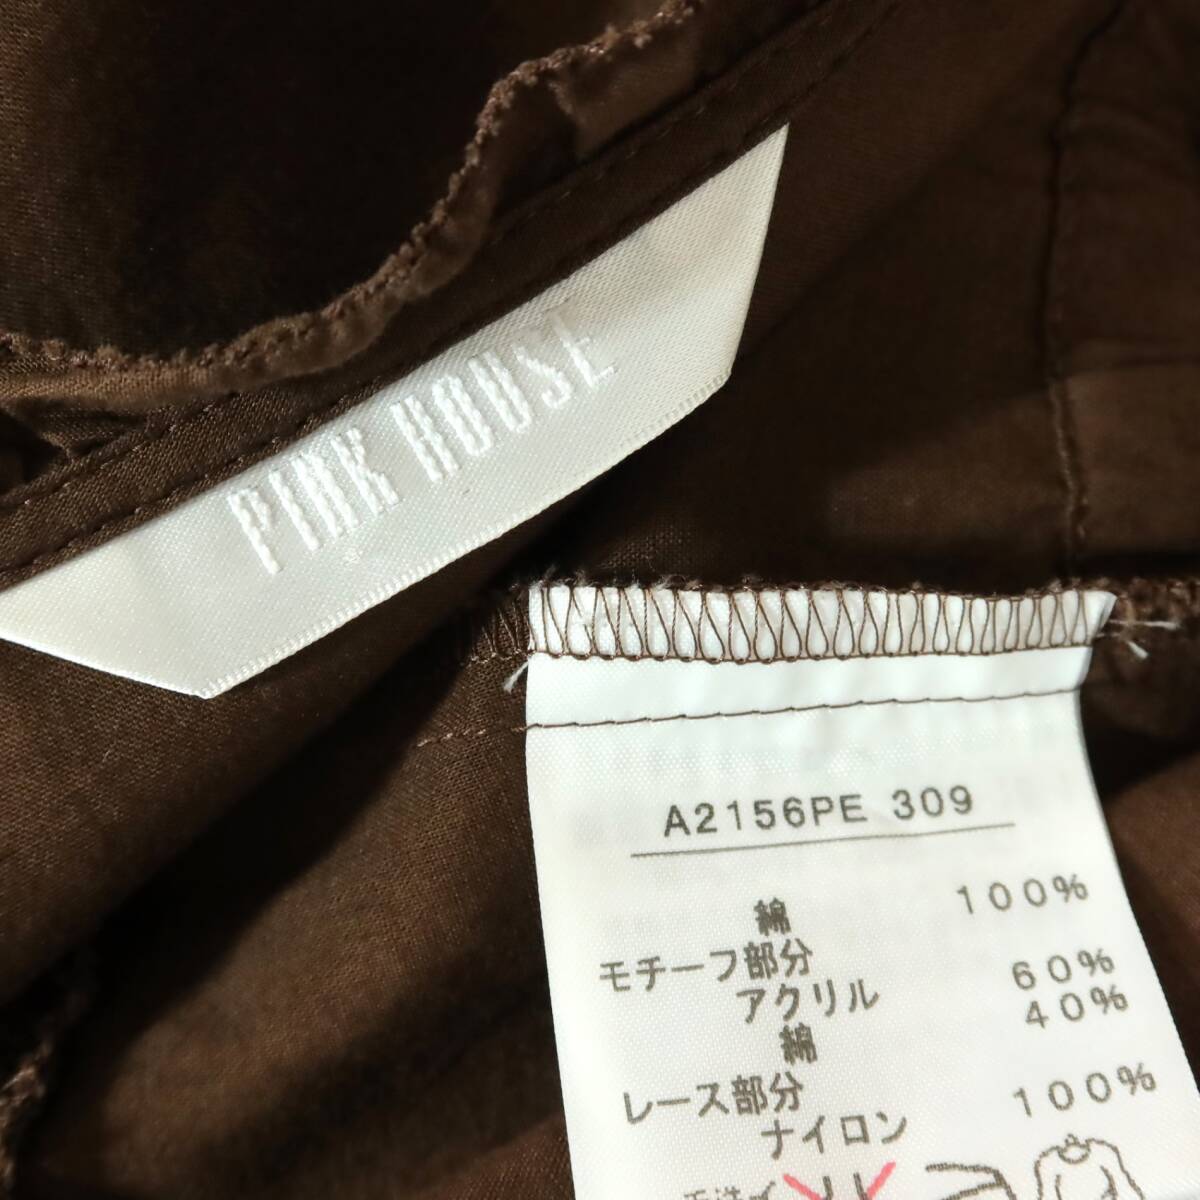 PINK HOUSE
A2156PE 309
綿 100%
モチーフ部分
アクリル 60%
綿 40%
レース部分
ナイロン 100%